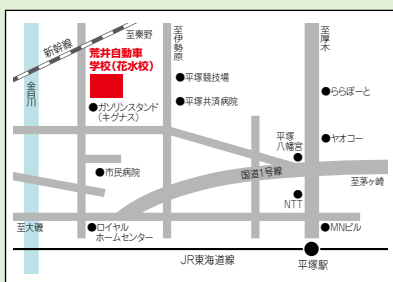 至秦野
新幹線
荒井自動車
学校(花水校)
至伊勢原
至厚木
金目川
●平塚競技場
●平塚共済病院
●ららぽーと
●ガソリンスタンド
(キグナス)
●ヤオコー
平塚
八幡宮
●市民病院
国道1号線
至茅ヶ崎
NTT
至大磯
●ロイヤル
ホームセンター
●MNビル
JR東海道線
平塚駅